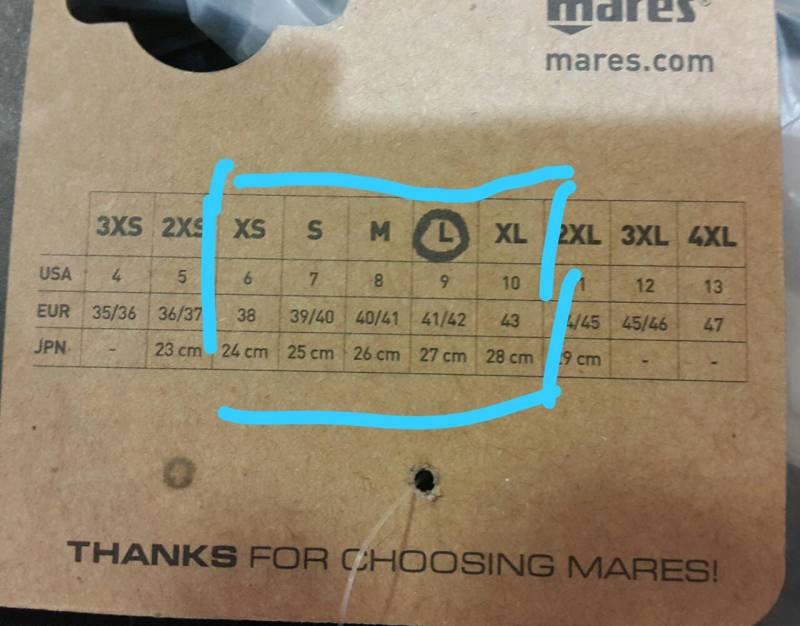 mares
mares.com
3XS 2XS XS S M L XL 2XL 3XL 4XL
USA 4 5 6 7 8 9 10 12 13
EUR 35/36 36/37 38 39/40 40/41 41/42 43 45/46 47
JPN - 23 cm 24 cm 25 cm 26 cm 27 cm 28 cm - -
THANKS FOR CHOOSING MARES!